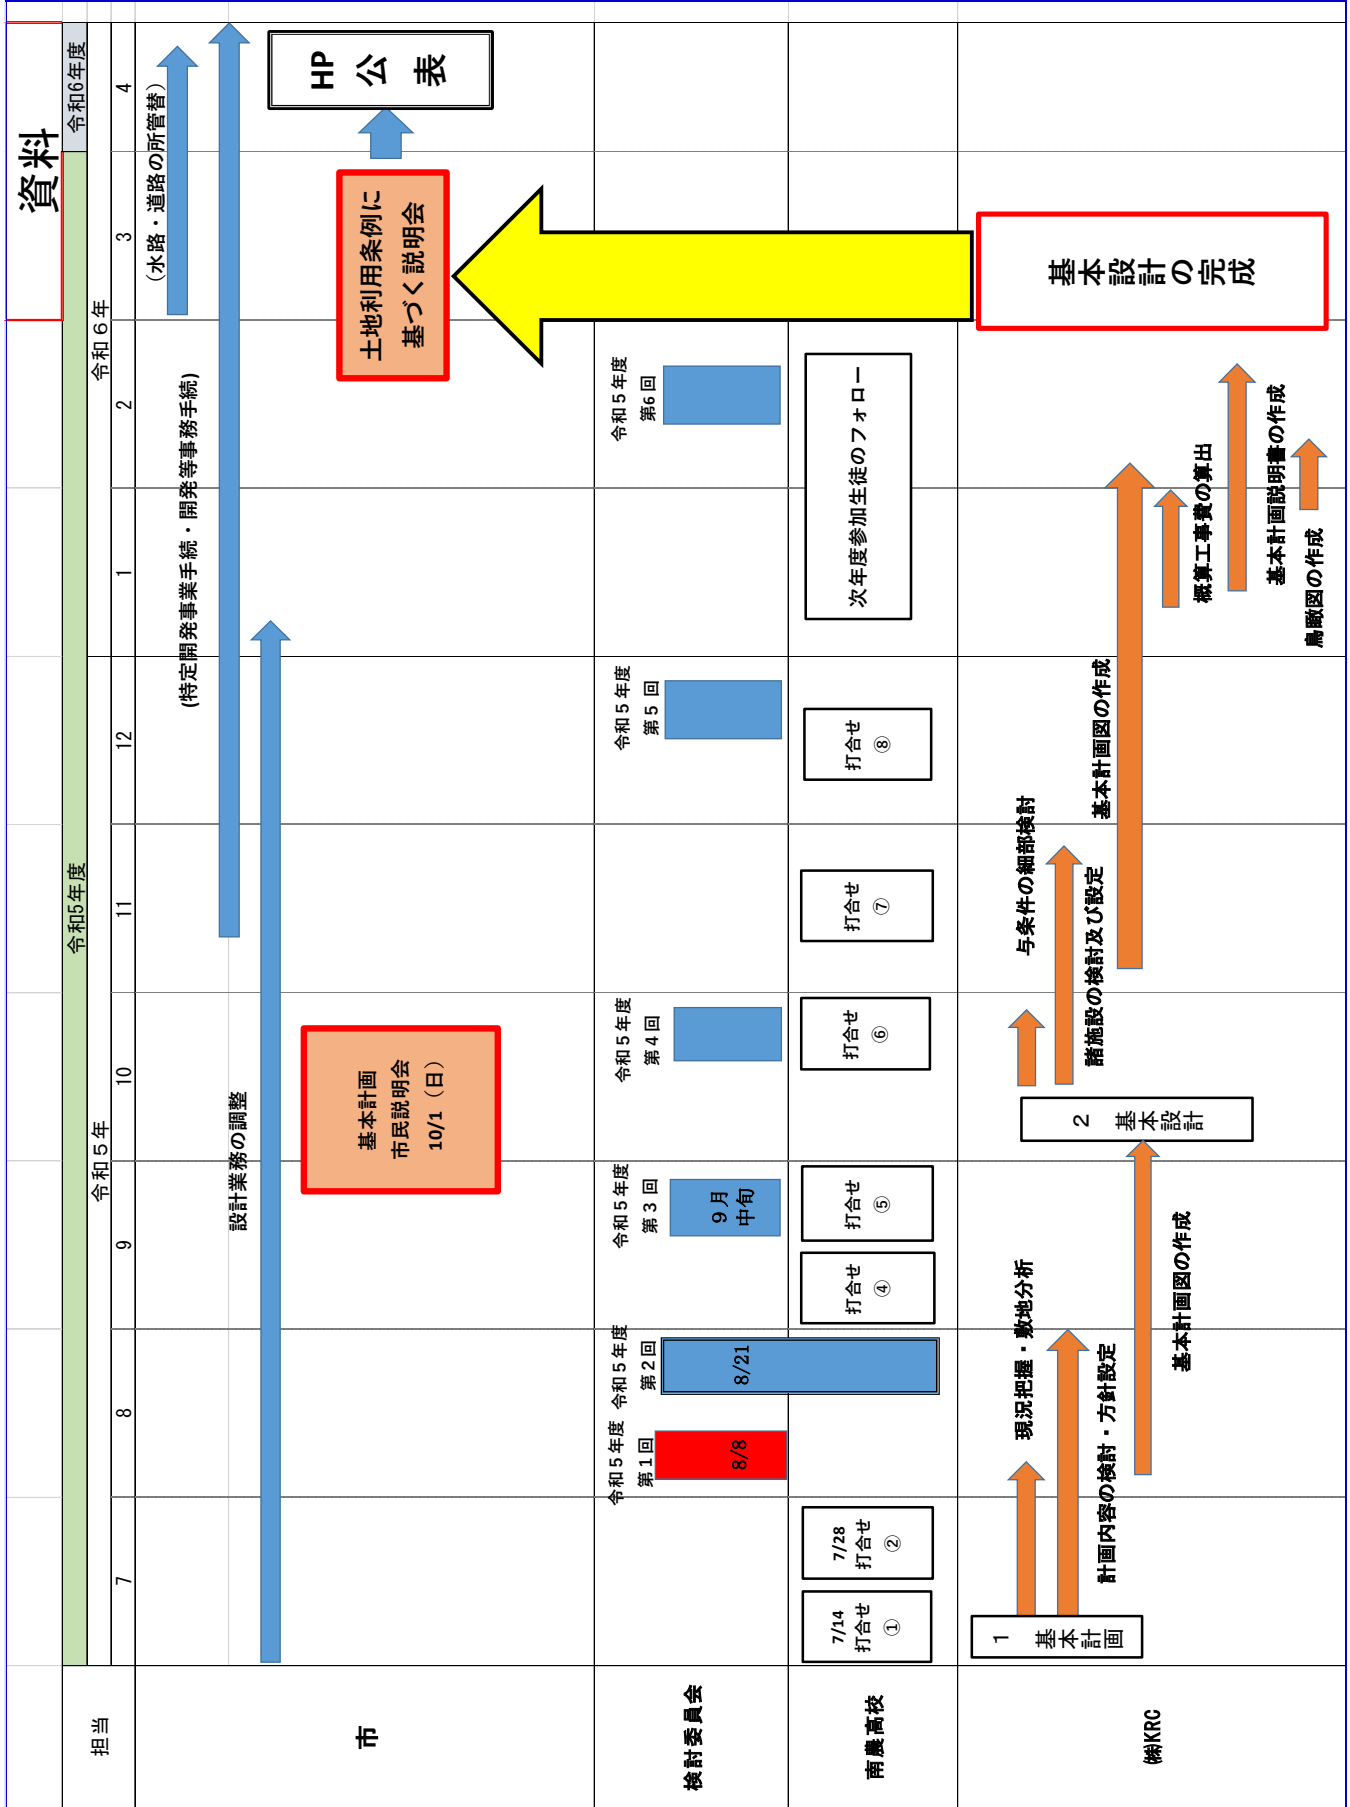 資料
担当
令和5年度
令和6年度
令和５年
令和６年
7
8
9
10
11
12
1
2
3
4
市
(水路・道路の所管替)
(特定開発事業手続・開発等事務手続)
設計業務の調整
基本計画
市民説明会
10/1（日）
土地利用条例に
基づく説明会
HP
公
表
検討委員会
令和５年度
第１回
8/8
令和５年度
第２回
8/21
令和５年度
第３回
９月
中旬
令和５年度
第４回
令和５年度
第５回
令和５年度
第6回
南農高校
7/14
打合せ
①
7/28
打合せ
②
打合せ
④
打合せ
⑤
打合せ
⑥
打合せ
⑦
打合せ
⑧
次年度参加生徒のフォロー
㈱KRC
１　基本計画
現況把握・敷地分析
計画内容の検討・方針設定
基本計画図の作成
２　基本設計
与条件の細部検討
諸施設の検討及び設定
基本計画図の作成
概算工事費の算出
基本計画説明書の作成
鳥瞰図の作成
基本設計の完成